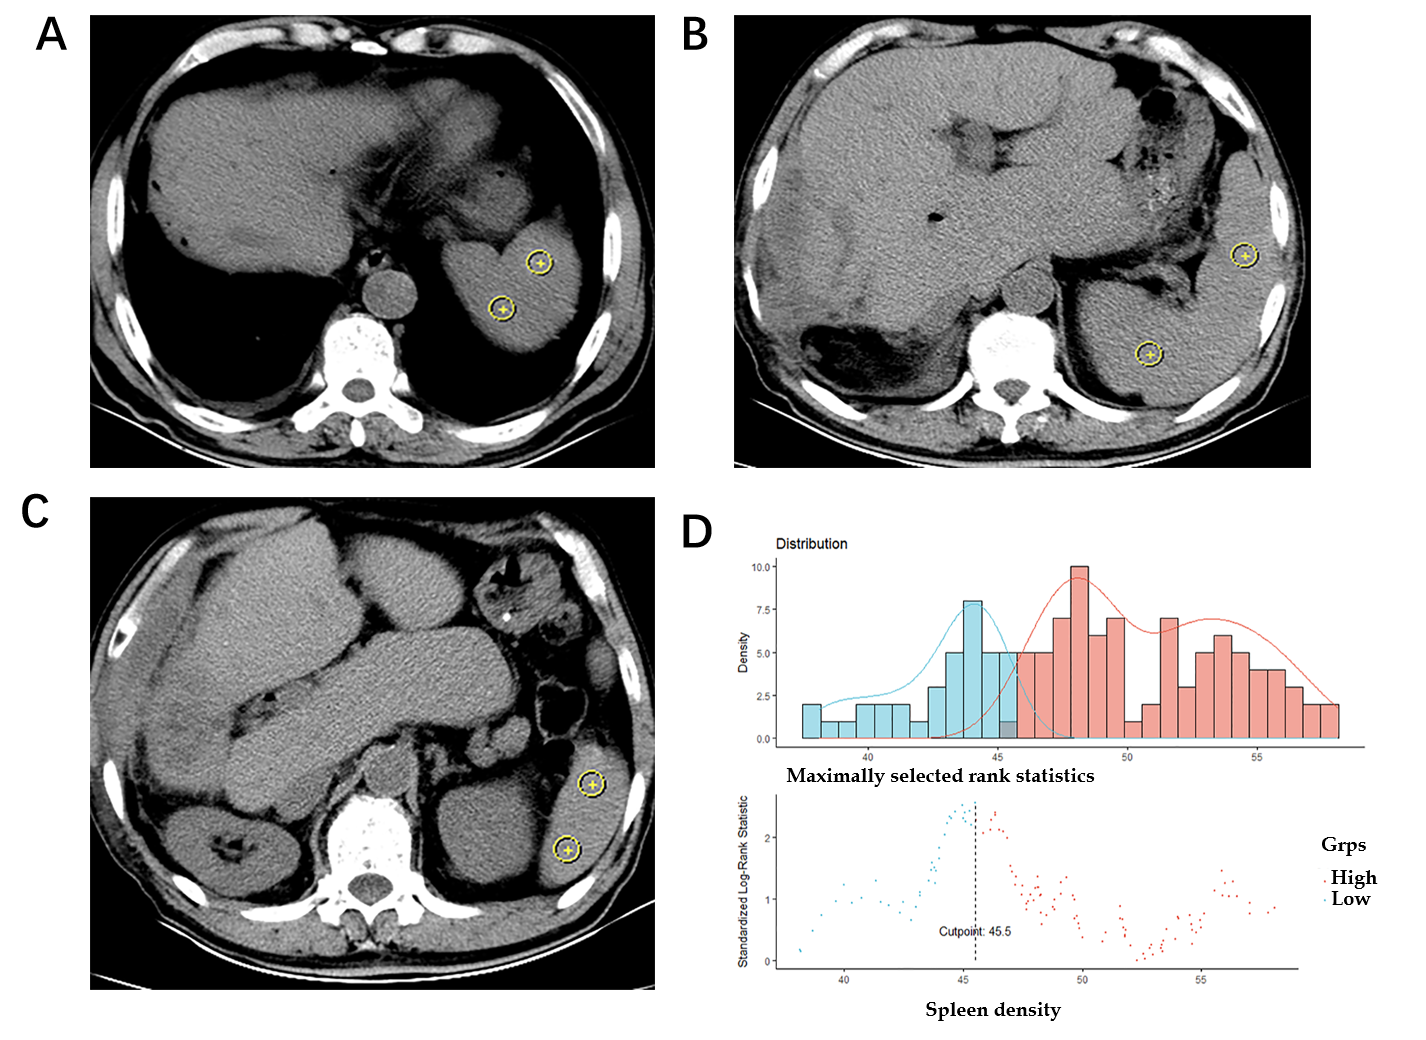 A
B
C
D
Distribution
Density
10.0
7.5
5.0
2.5
0.0
40
45
50
55
Maximally selected rank statistics
Standardized Log-Rank Statistic
2
1
0
Cutpoint: 45.5
40
45
50
55
Spleen density
Grps
High
Low